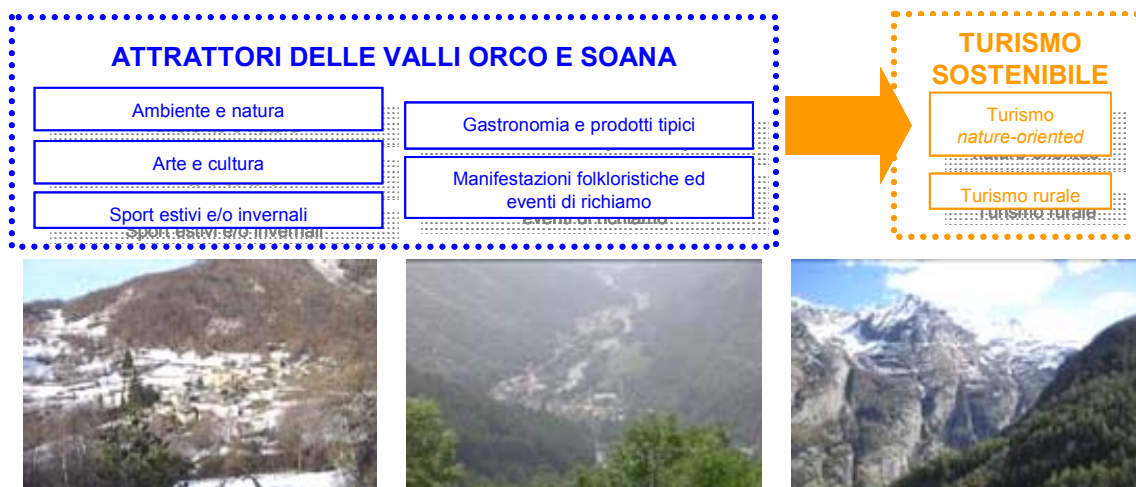 ATTRATTORI DELLE VALLI ORCO E SOANA
Ambiente e natura
Arte e cultura
Sport estivi e/o invernali
Gastronomia e prodotti tipici
Manifestazioni folkloristiche ed
eventi di richiamo
TURISMO
SOSTENIBILE
Turismo
nature-oriented
Turismo rurale